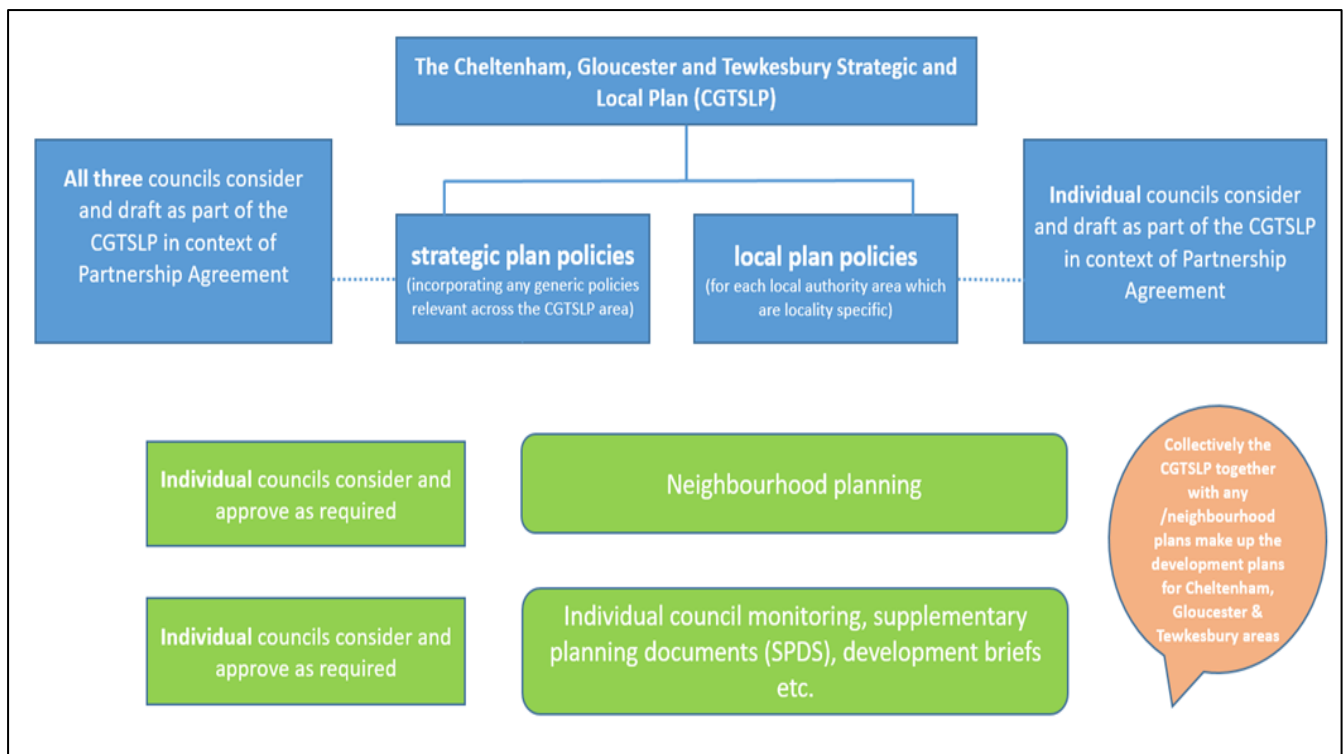 The Cheltenham, Gloucester and Tewkesbury Strategic and
Local Plan (CGTSLP)
All three councils consider
and draft as part of the
CGTSLP in context of
Partnership Agreement
strategic plan policies
(incorporating any generic policies
relevant across the CGTSLP area)
local plan policies
(for each local authority area which
are locality specific)
Individual councils consider
and draft as part of the CGTSLP
in context of Partnership
Agreement
Individual councils consider and
approve as required
Neighbourhood planning
Individual councils consider and
approve as required
Individual council monitoring, supplementary
planning documents (SPDS), development briefs
etc.
Collectively the
CGTSLP together
with any
/neighbourhood
plans make up the
development plans
for Cheltenham,
Gloucester &
Tewkesbury areas